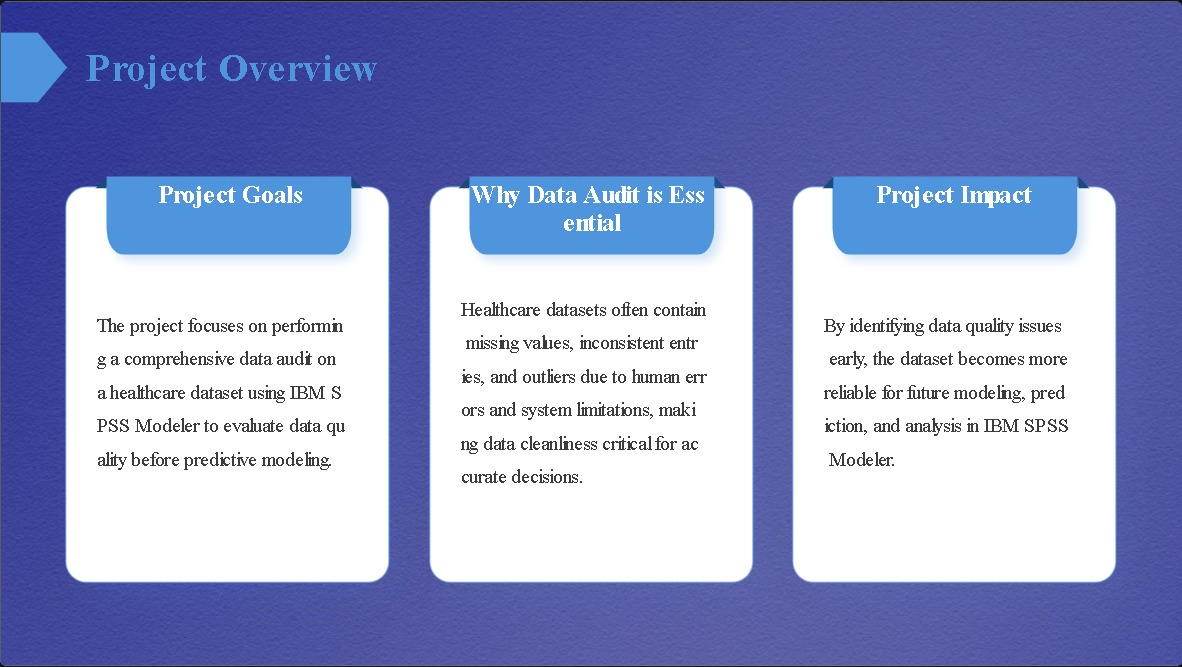 Project Overview
Project Goals
The project focuses on performin
g a comprehensive data audit on
a healthcare dataset using IBM S
PSS Modeler to evaluate data qu
ality before predictive modeling.
Why Data Audit is Ess
ential
Healthcare datasets often contain
missing values, inconsistent entr
ies, and outliers due to human err
ors and system limitations, maki
ng data cleanliness critical for ac
curate decisions.
Project Impact
By identifying data quality issues
early, the dataset becomes more
reliable for future modeling, pred
iction, and analysis in IBM SPSS
Modeler.